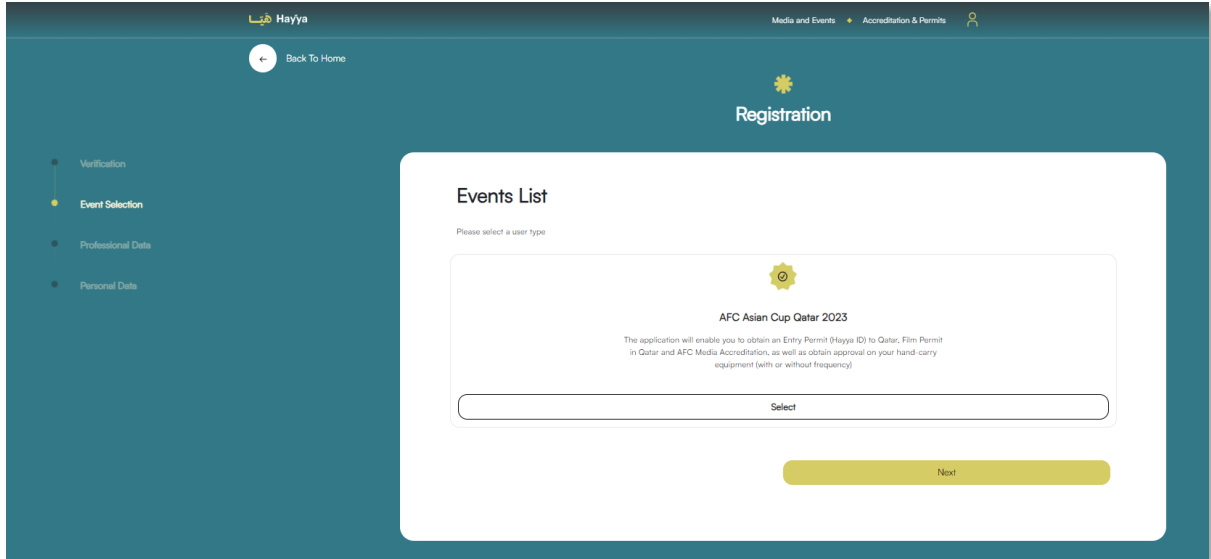 هَيّــا Hayya
Media and Events
Accreditation & Permits
Back To Home
Registration
Verification
Event Selection
Professional Data
Personal Data
Events List
Please select a user type
AFC Asian Cup Qatar 2023
The application will enable you to obtain an Entry Permit (Hayya ID) to Qatar, Film Permit
in Qatar and AFC Media Accreditation, as well as obtain approval on your hand-carry
equipment (with or without frequency)
Select
Next